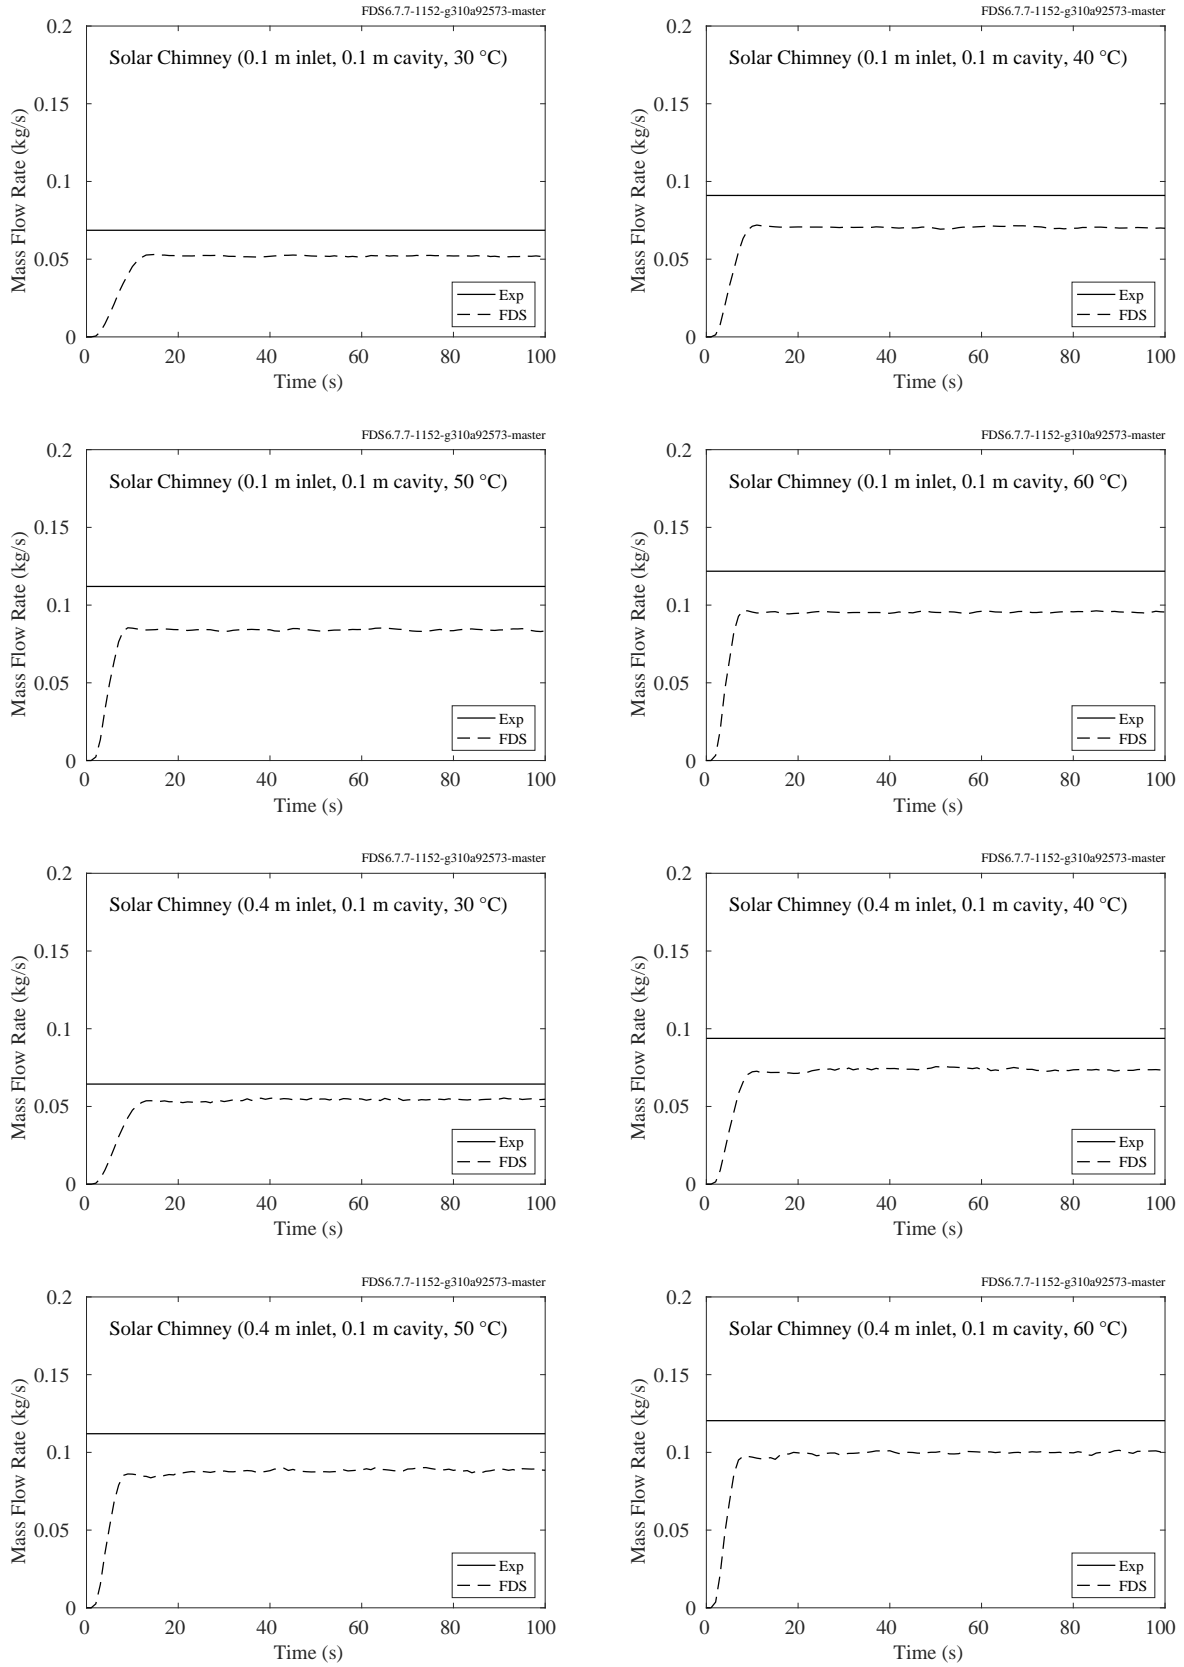 FDS6.7.7-1152-g310a92573-master
Solar Chimney (0.1 m inlet, 0.1 m cavity, 30 °C)
Mass Flow Rate (kg/s)
0.2
0.15
0.1
0.05
0
Exp
FDS
0 20 40 60 80 100
Time (s)
FDS6.7.7-1152-g310a92573-master
Solar Chimney (0.1 m inlet, 0.1 m cavity, 40 °C)
Mass Flow Rate (kg/s)
0.2
0.15
0.1
0.05
0
Exp
FDS
0 20 40 60 80 100
Time (s)
FDS6.7.7-1152-g310a92573-master
Solar Chimney (0.1 m inlet, 0.1 m cavity, 50 °C)
Mass Flow Rate (kg/s)
0.2
0.15
0.1
0.05
0
Exp
FDS
0 20 40 60 80 100
Time (s)
FDS6.7.7-1152-g310a92573-master
Solar Chimney (0.1 m inlet, 0.1 m cavity, 60 °C)
Mass Flow Rate (kg/s)
0.2
0.15
0.1
0.05
0
Exp
FDS
0 20 40 60 80 100
Time (s)
FDS6.7.7-1152-g310a92573-master
Solar Chimney (0.4 m inlet, 0.1 m cavity, 30 °C)
Mass Flow Rate (kg/s)
0.2
0.15
0.1
0.05
0
Exp
FDS
0 20 40 60 80 100
Time (s)
FDS6.7.7-1152-g310a92573-master
Solar Chimney (0.4 m inlet, 0.1 m cavity, 40 °C)
Mass Flow Rate (kg/s)
0.2
0.15
0.1
0.05
0
Exp
FDS
0 20 40 60 80 100
Time (s)
FDS6.7.7-1152-g310a92573-master
Solar Chimney (0.4 m inlet, 0.1 m cavity, 50 °C)
Mass Flow Rate (kg/s)
0.2
0.15
0.1
0.05
0
Exp
FDS
0 20 40 60 80 100
Time (s)
FDS6.7.7-1152-g310a92573-master
Solar Chimney (0.4 m inlet, 0.1 m cavity, 60 °C)
Mass Flow Rate (kg/s)
0.2
0.15
0.1
0.05
0
Exp
FDS
0 20 40 60 80 100
Time (s)